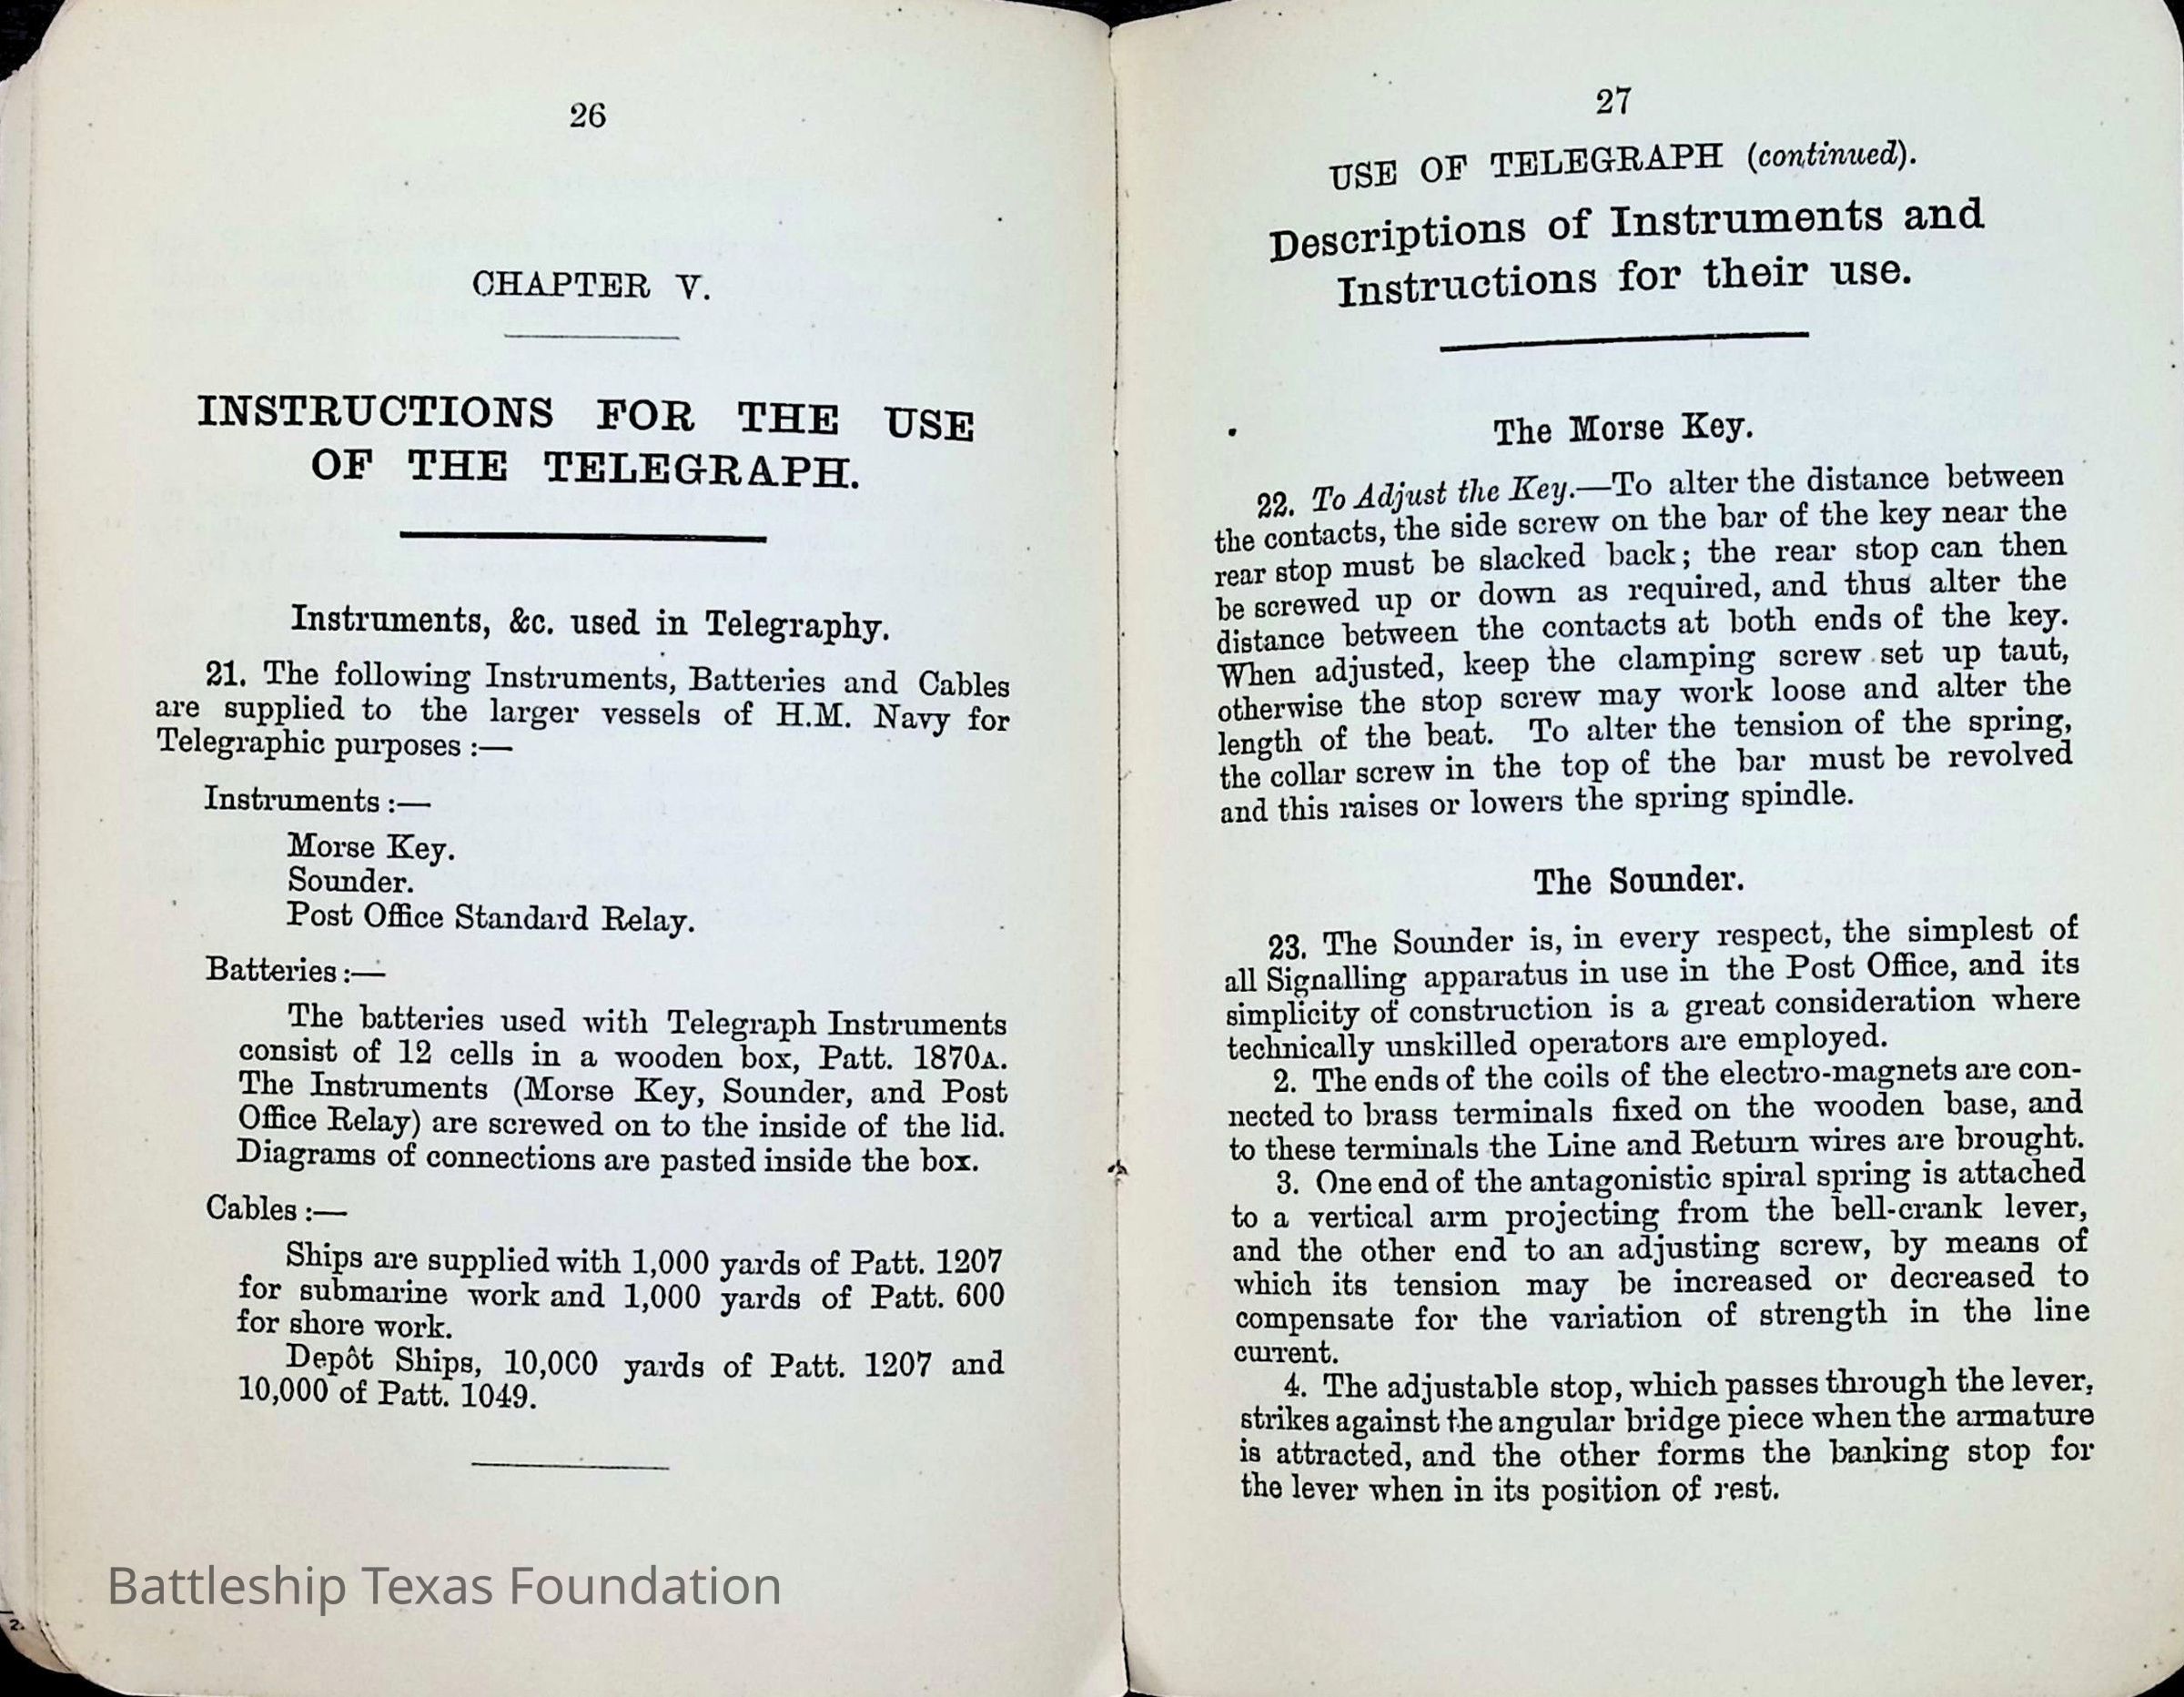 26
CHAPTER V.
INSTRUCTIONS FOR THE USE
OF THE TELEGRAPH.
Instruments, &c. used in Telegraphy.
21. The following Instruments, Batteries and Cables
are supplied to the larger vessels of H.M. Navy for
Telegraphic purposes :—
Instruments :—
Morse Key.
Sounder.
Post Office Standard Relay.
Batteries :—
The batteries used with Telegraph Instruments
consist of 12 cells in a wooden box, Patt. 1870A.
The Instruments (Morse Key, Sounder, and Post
Office Relay) are screwed on to the inside of the lid.
Diagrams of connections are pasted inside the box.
Cables :—
Ships are supplied with 1,000 yards of Patt. 1207
for submarine work and 1,000 yards of Patt. 600
for shore work.
Depôt Ships, 10,000 yards of Patt. 1207 and
10,000 of Patt. 1049.
Battleship Texas Foundation
2.
27
USE OF TELEGRAPH (continued).
Descriptions of Instruments and
Instructions for their use.
The Morse Key.
22. To Adjust the Key.—To alter the distance between
the contacts, the side screw on the bar of the key near the
rear stop must be slacked back; the rear stop can then
be screwed up or down as required, and thus alter the
distance between the contacts at both ends of the key.
When adjusted, keep the clamping screw set up taut,
otherwise the stop screw may work loose and alter the
length of the beat. To alter the tension of the spring,
the collar screw in the top of the bar must be revolved
and this raises or lowers the spring spindle.
The Sounder.
23. The Sounder is, in every respect, the simplest of
all Signalling apparatus in use in the Post Office, and its
simplicity of construction is a great consideration where
technically unskilled operators are employed.
2. The ends of the coils of the electro-magnets are con-
nected to brass terminals fixed on the wooden base, and
to these terminals the Line and Return wires are brought.
3. One end of the antagonistic spiral spring is attached
to a vertical arm projecting from the bell-crank lever,
and the other end to an adjusting screw, by means of
which its tension may be increased or decreased to
compensate for the variation of strength in the line
current.
4. The adjustable stop, which passes through the lever,
strikes against the angular bridge piece when the armature
is attracted, and the other forms the banking stop for
the lever when in its position of rest.